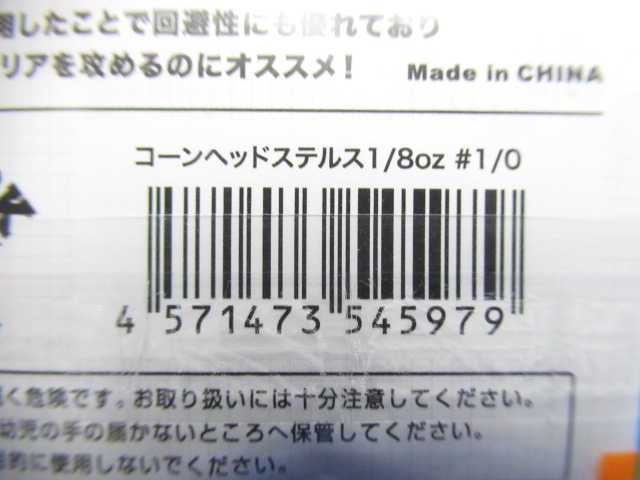 用したことで回避性にも優れており
リアを攻めるのにオススメ！
Made in CHINA
コーンヘッドステルス1/8oz #1/0
4 571473 545979
く危険です。お取り扱いには十分注意してください。
幼児の手の届かないところへ保管してください。
的に使用しないでください。